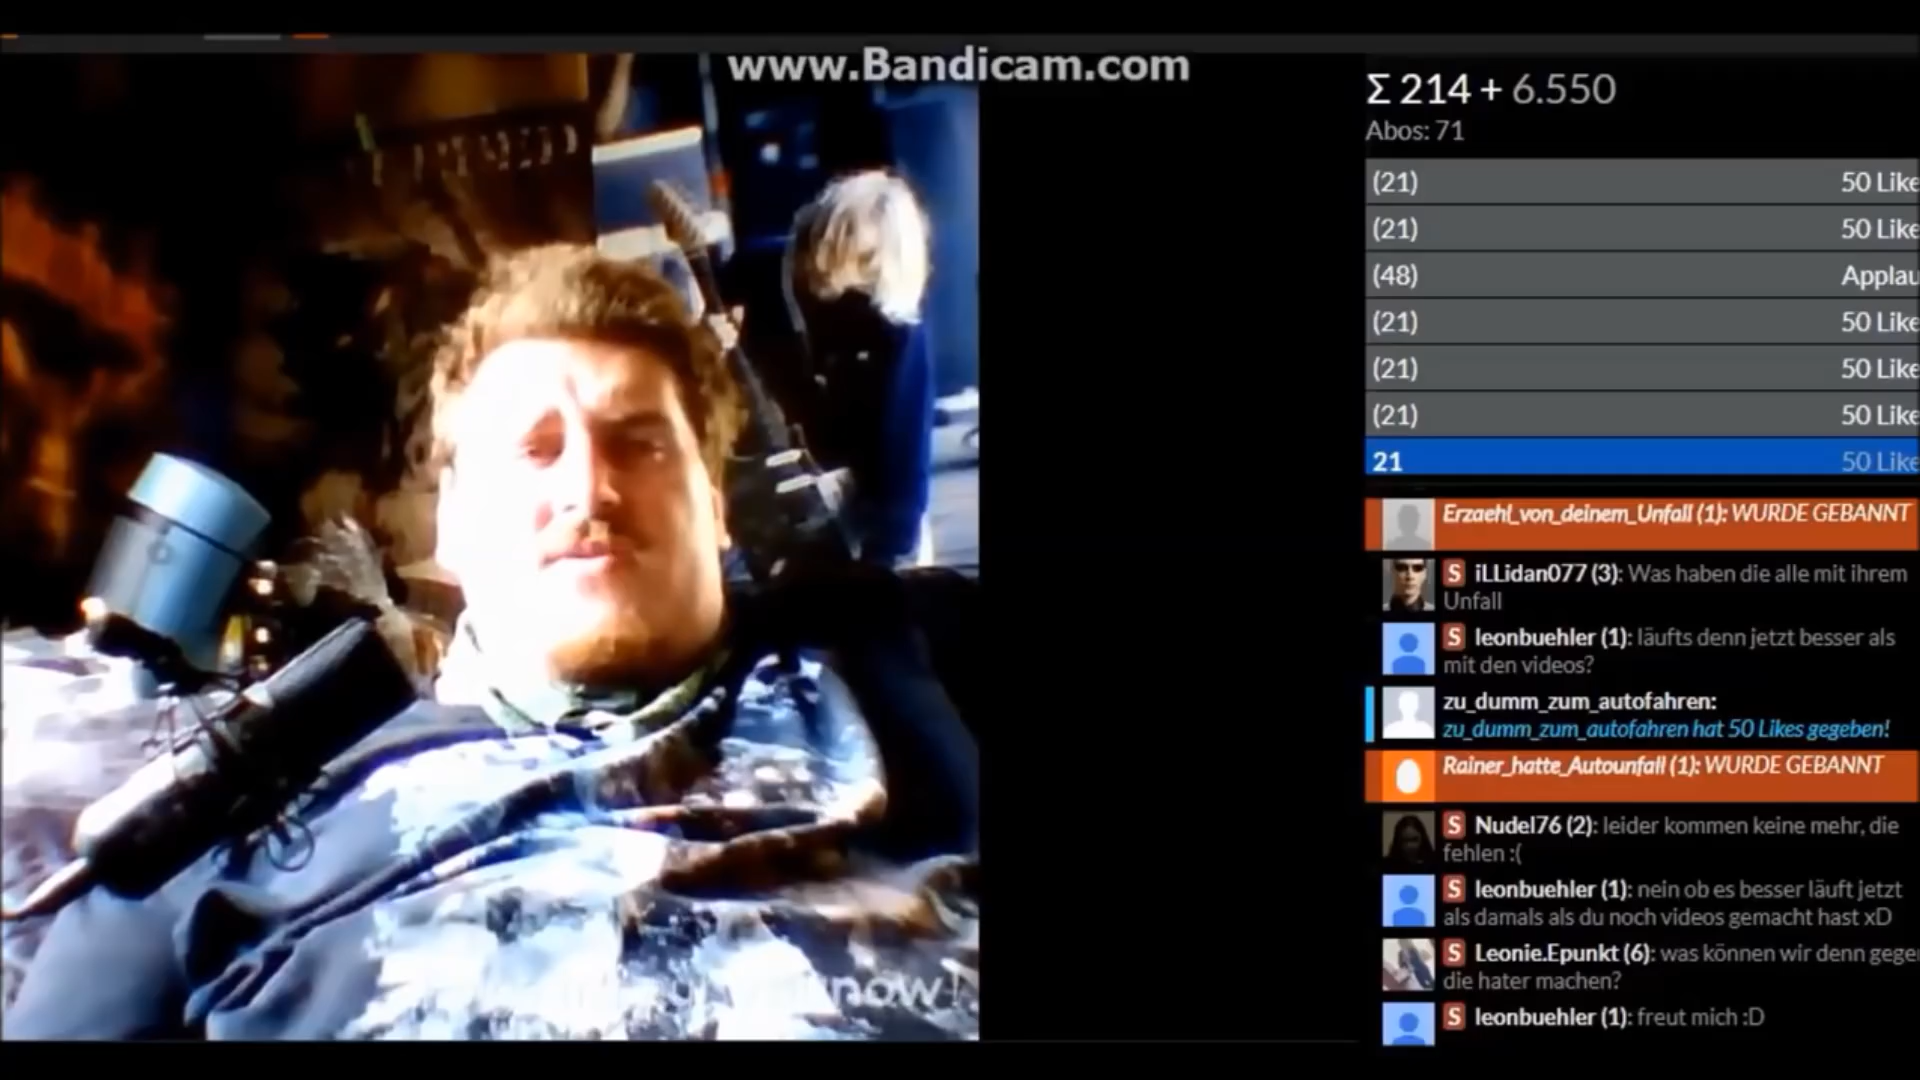 www.Bandicam.com
Σ 214 + 6.550
Abos: 71
(21) 50 Like
(21) 50 Like
(48) Applau
(21) 50 Like
(21) 50 Like
(21) 50 Like
21 50 Like
Erzaehl_von_deinem_Unfall (1): WURDE GEBANNT
S iLLidan077 (3): Was haben die alle mit ihrem
Unfall
S leonbuehler (1): läufts denn jetzt besser als
mit den videos?
zu_dumm_zum_autofahren:
zu_dumm_zum_autofahren hat 50 Likes gegeben!
Rainer_hatte_Autounfall (1): WURDE GEBANNT
S Nudel76 (2): leider kommen keine mehr, die
fehlen :(
S leonbuehler (1): nein ob es besser läuft jetzt
als damals als du noch videos gemacht hast xD
S Leonie.Epunkt (6): was können wir denn gege
die hater machen?
S leonbuehler (1): freut mich :D